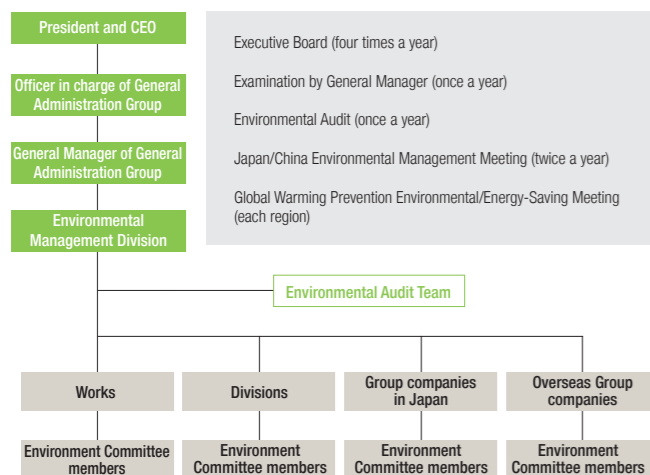 President and CEO
Officer in charge of General
Administration Group
General Manager of General
Administration Group
Environmental
Management Division
Executive Board (four times a year)
Examination by General Manager (once a year)
Environmental Audit (once a year)
Japan/China Environmental Management Meeting (twice a year)
Global Warming Prevention Environmental/Energy-Saving Meeting
(each region)
Environmental Audit Team
Works
Divisions
Group companies
in Japan
Overseas Group
companies
Environment Committee
members
Environment
Committee members
Environment
Committee members
Environment
Committee members